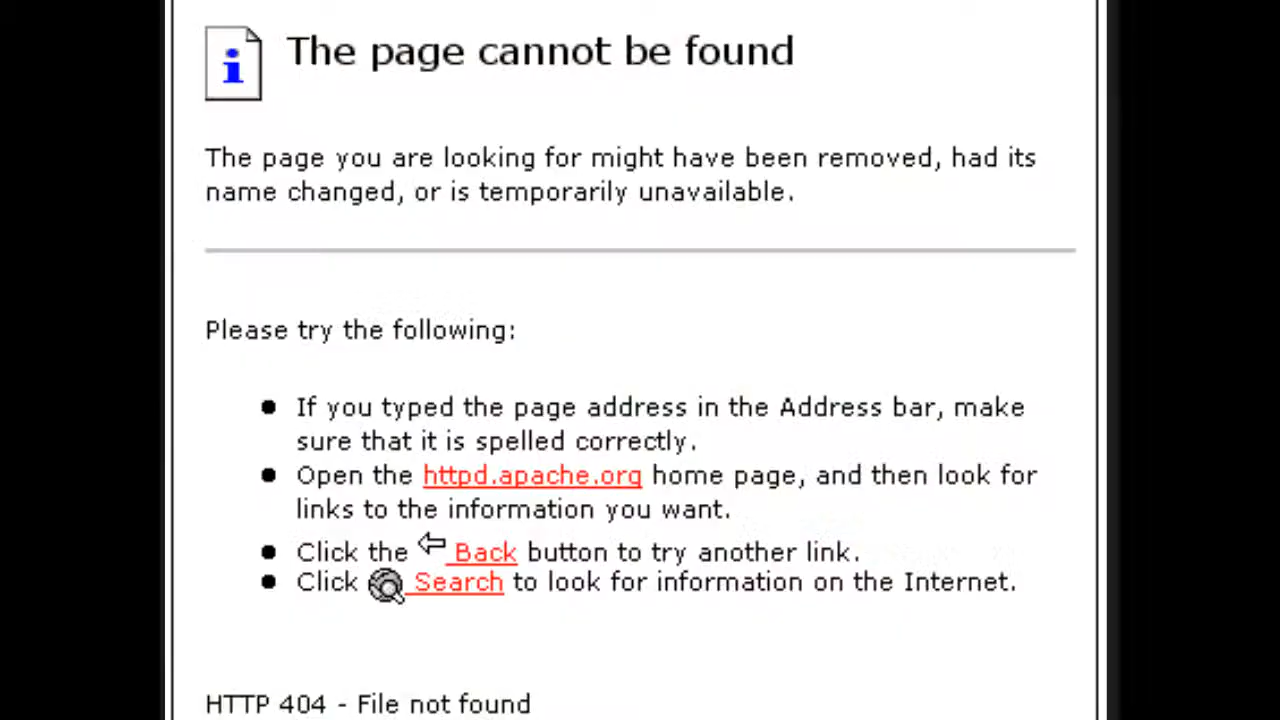 The page cannot be found
The page you are looking for might have been removed, had its
name changed, or is temporarily unavailable.
Please try the following:
If you typed the page address in the Address bar, make
sure that it is spelled correctly.
Open the httpd.apache.org home page, and then look for
links to the information you want.
Click the Back button to try another link.
Click Search to look for information on the Internet.
HTTP 404 - File not found